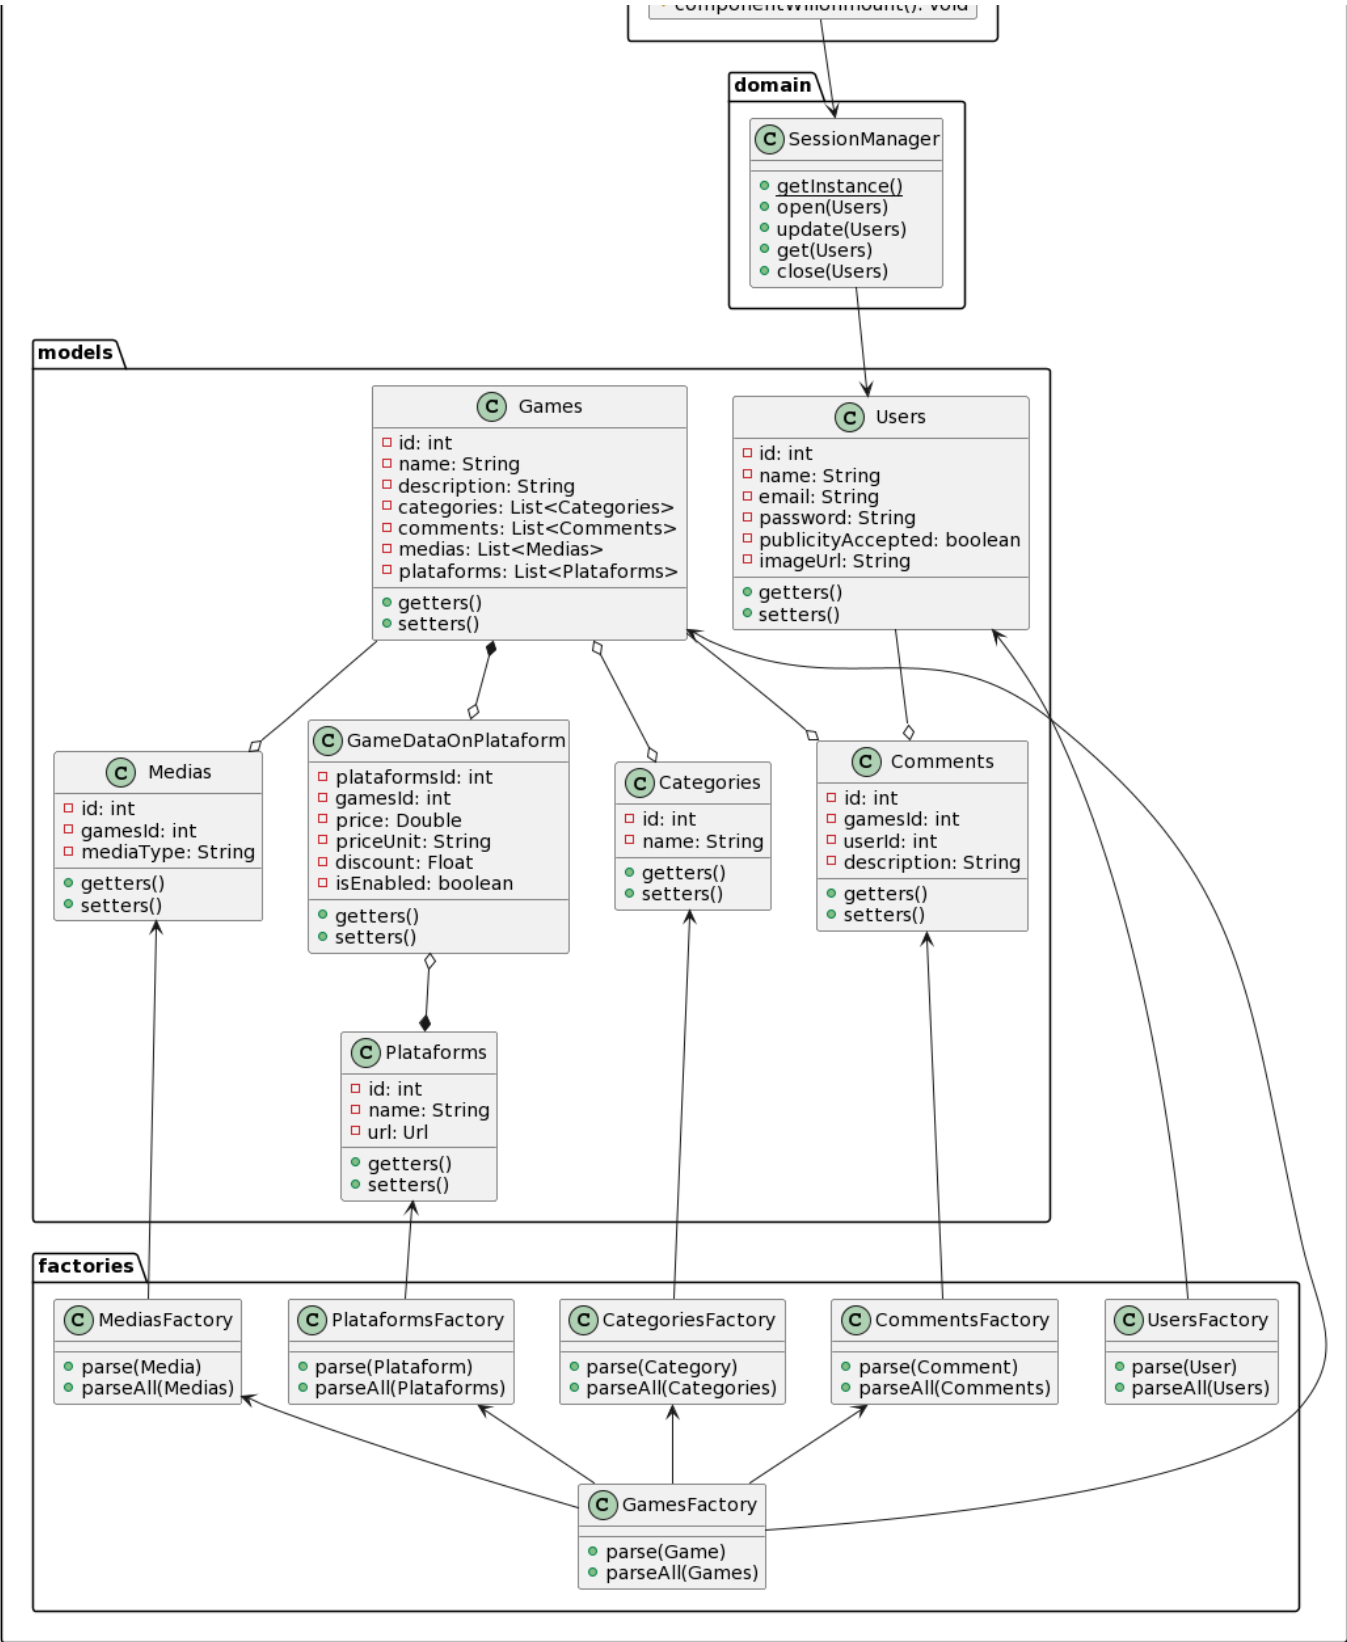 domain
C SessionManager
getInstance()
open(Users)
update(Users)
get(Users)
close(Users)
models
C Games
id: int
name: String
description: String
categories: List<Categories>
comments: List<Comments>
medias: List<Medias>
plataforms: List<Plataforms>
getters()
setters()
C Users
id: int
name: String
email: String
password: String
publicityAccepted: boolean
imageUrl: String
getters()
setters()
C Medias
id: int
gamesId: int
mediaType: String
getters()
setters()
C GameDataOnPlataform
plataformsId: int
gamesId: int
price: Double
priceUnit: String
discount: Float
isEnabled: boolean
getters()
setters()
C Categories
id: int
name: String
getters()
setters()
C Comments
id: int
gamesId: int
userId: int
description: String
getters()
setters()
C Plataforms
id: int
name: String
url: Url
getters()
setters()
factories
C MediasFactory
parse(Media)
parseAll(Medias)
C PlataformsFactory
parse(Plataform)
parseAll(Plataforms)
C CategoriesFactory
parse(Category)
parseAll(Categories)
C CommentsFactory
parse(Comment)
parseAll(Comments)
C UsersFactory
parse(User)
parseAll(Users)
C GamesFactory
parse(Game)
parseAll(Games)